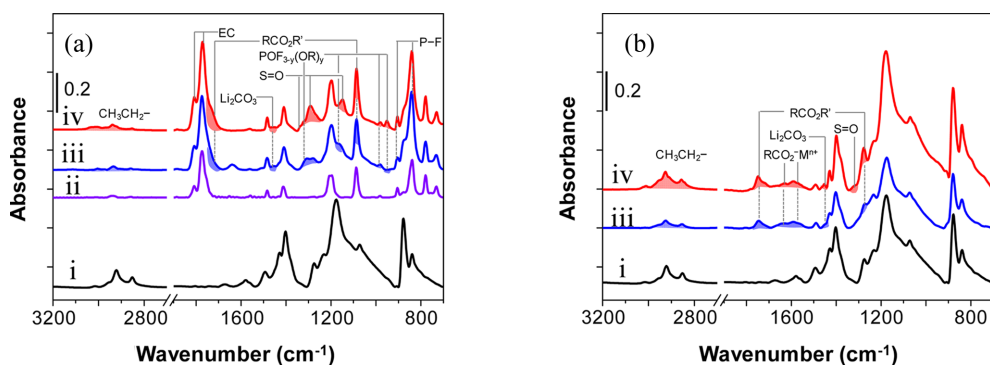 (a)
EC
RCO₂R'
P−F
POF₃₋ᵧ(OR)ᵧ
S=O
0.2
Li₂CO₃
CH₃CH₂–
iv
iii
ii
i
Absorbance
3200 2800 1600 1200 800
Wavenumber (cm⁻¹)
(b)
0.2
RCO₂R'
Li₂CO₃
S=O
CH₃CH₂–
RCO₂⁻Mⁿ⁺
iv
iii
i
Absorbance
3200 2800 1600 1200 800
Wavenumber (cm⁻¹)